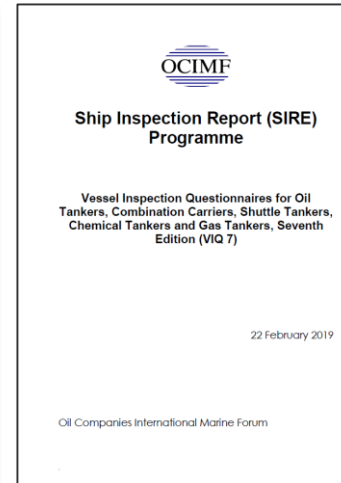 OCIMF
Ship Inspection Report (SIRE)
Programme
Vessel Inspection Questionnaires for Oil
Tankers, Combination Carriers, Shuttle Tankers,
Chemical Tankers and Gas Tankers, Seventh
Edition (VIQ 7)
22 February 2019
Oil Companies International Marine Forum